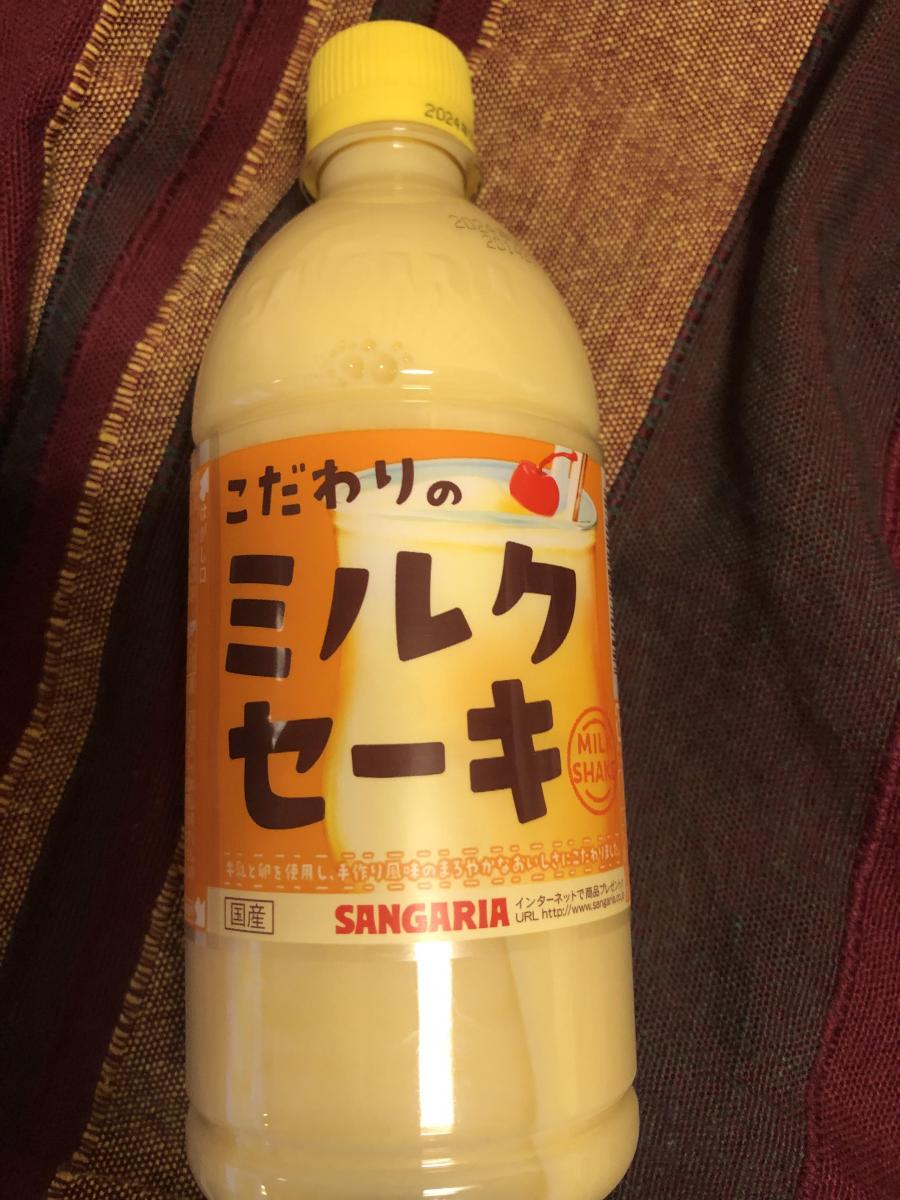 2024
こだわりの
ミルク
セーキ
MILK
SHAKE
牛乳と卵を使用し、手作り風味のまろやかなおいしさにこだわりました。
国産
SANGARIA
インターネットで商品プレゼント
URL http://www.sangaria.co.jp